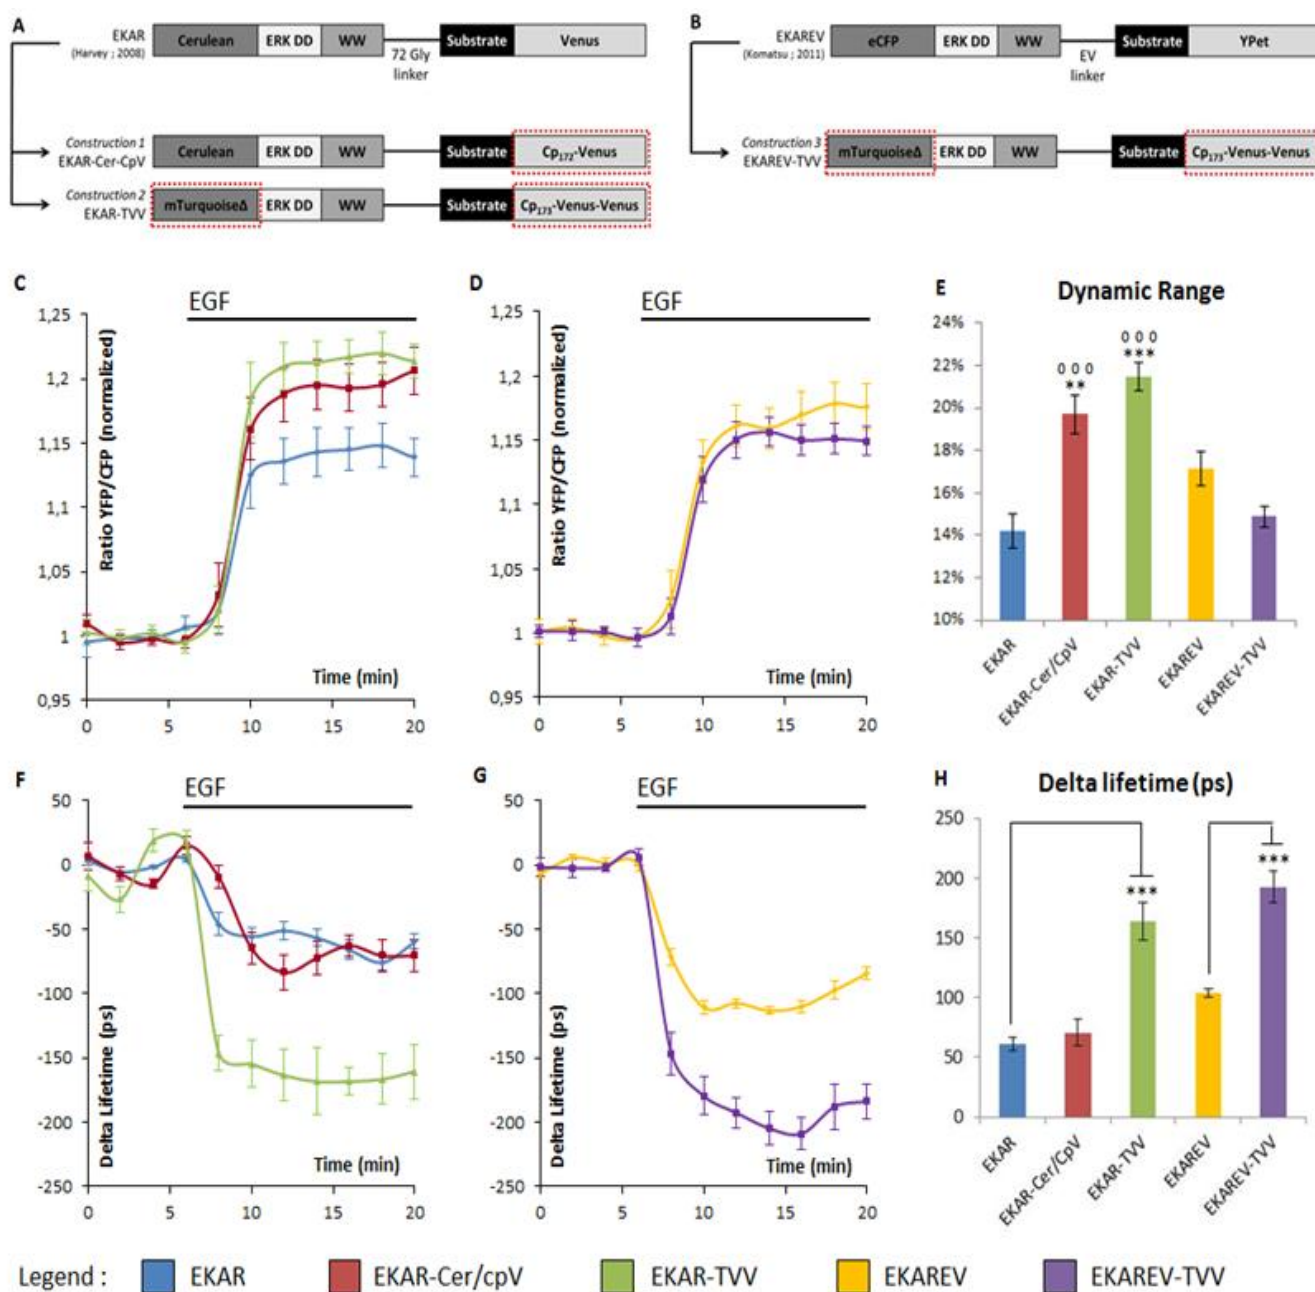 A
EKAR
(Harvey ; 2008)
Cerulean
ERK DD
WW
72 Gly
linker
Substrate
Venus
Construction 1
EKAR-Cer-CpV
Cerulean
ERK DD
WW
Substrate
Cp172-Venus
Construction 2
EKAR-TVV
mTurquoiseΔ
ERK DD
WW
Substrate
Cp173-Venus-Venus
B
EKAREV
(Komatsu ; 2011)
eCFP
ERK DD
WW
EV
linker
Substrate
YPet
Construction 3
EKAREV-TVV
mTurquoiseΔ
ERK DD
WW
Substrate
Cp173-Venus-Venus
C
EGF
Ratio YFP/CFP (normalized)
1,25
1,2
1,15
1,1
1,05
1
0,95
Time (min)
0 5 10 15 20
D
EGF
Ratio YFP/CFP (normalized)
1,25
1,2
1,15
1,1
1,05
1
0,95
Time (min)
0 5 10 15 20
E
Dynamic Range
24%
22%
20%
18%
16%
14%
12%
10%
000
**
000
***
EKAR
EKAR-Cer/CpV
EKAR-TVV
EKAREV
EKAREV-TVV
F
EGF
Delta Lifetime (ps)
50
0
-50
-100
-150
-200
-250
Time (min)
0 5 10 15 20
G
EGF
Delta Lifetime (ps)
50
0
-50
-100
-150
-200
-250
Time (min)
0 5 10 15 20
H
Delta lifetime (ps)
250
200
150
100
50
0
***
***
EKAR
EKAR-Cer/CpV
EKAR-TVV
EKAREV
EKAREV-TVV
Legend : EKAR EKAR-Cer/cpV EKAR-TVV EKAREV EKAREV-TVV